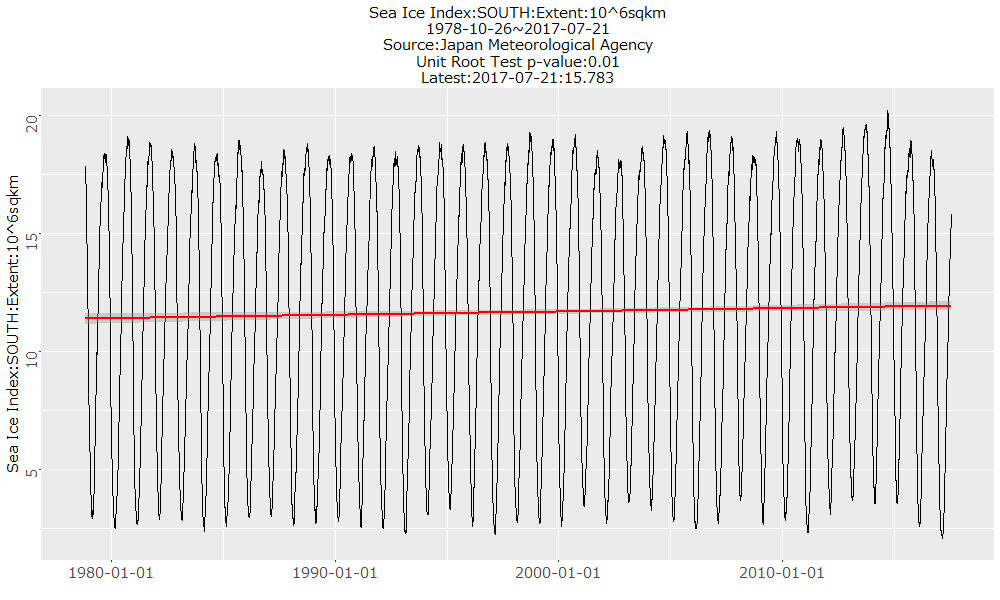 Sea Ice Index:SOUTH:Extent:10^6sqkm
1978-10-26~2017-07-21
Source:Japan Meteorological Agency
Unit Root Test p-value:0.01
Latest:2017-07-21:15.783
Sea Ice Index:SOUTH:Extent:10^6sqkm
20
15
10
5
1980-01-01
1990-01-01
2000-01-01
2010-01-01